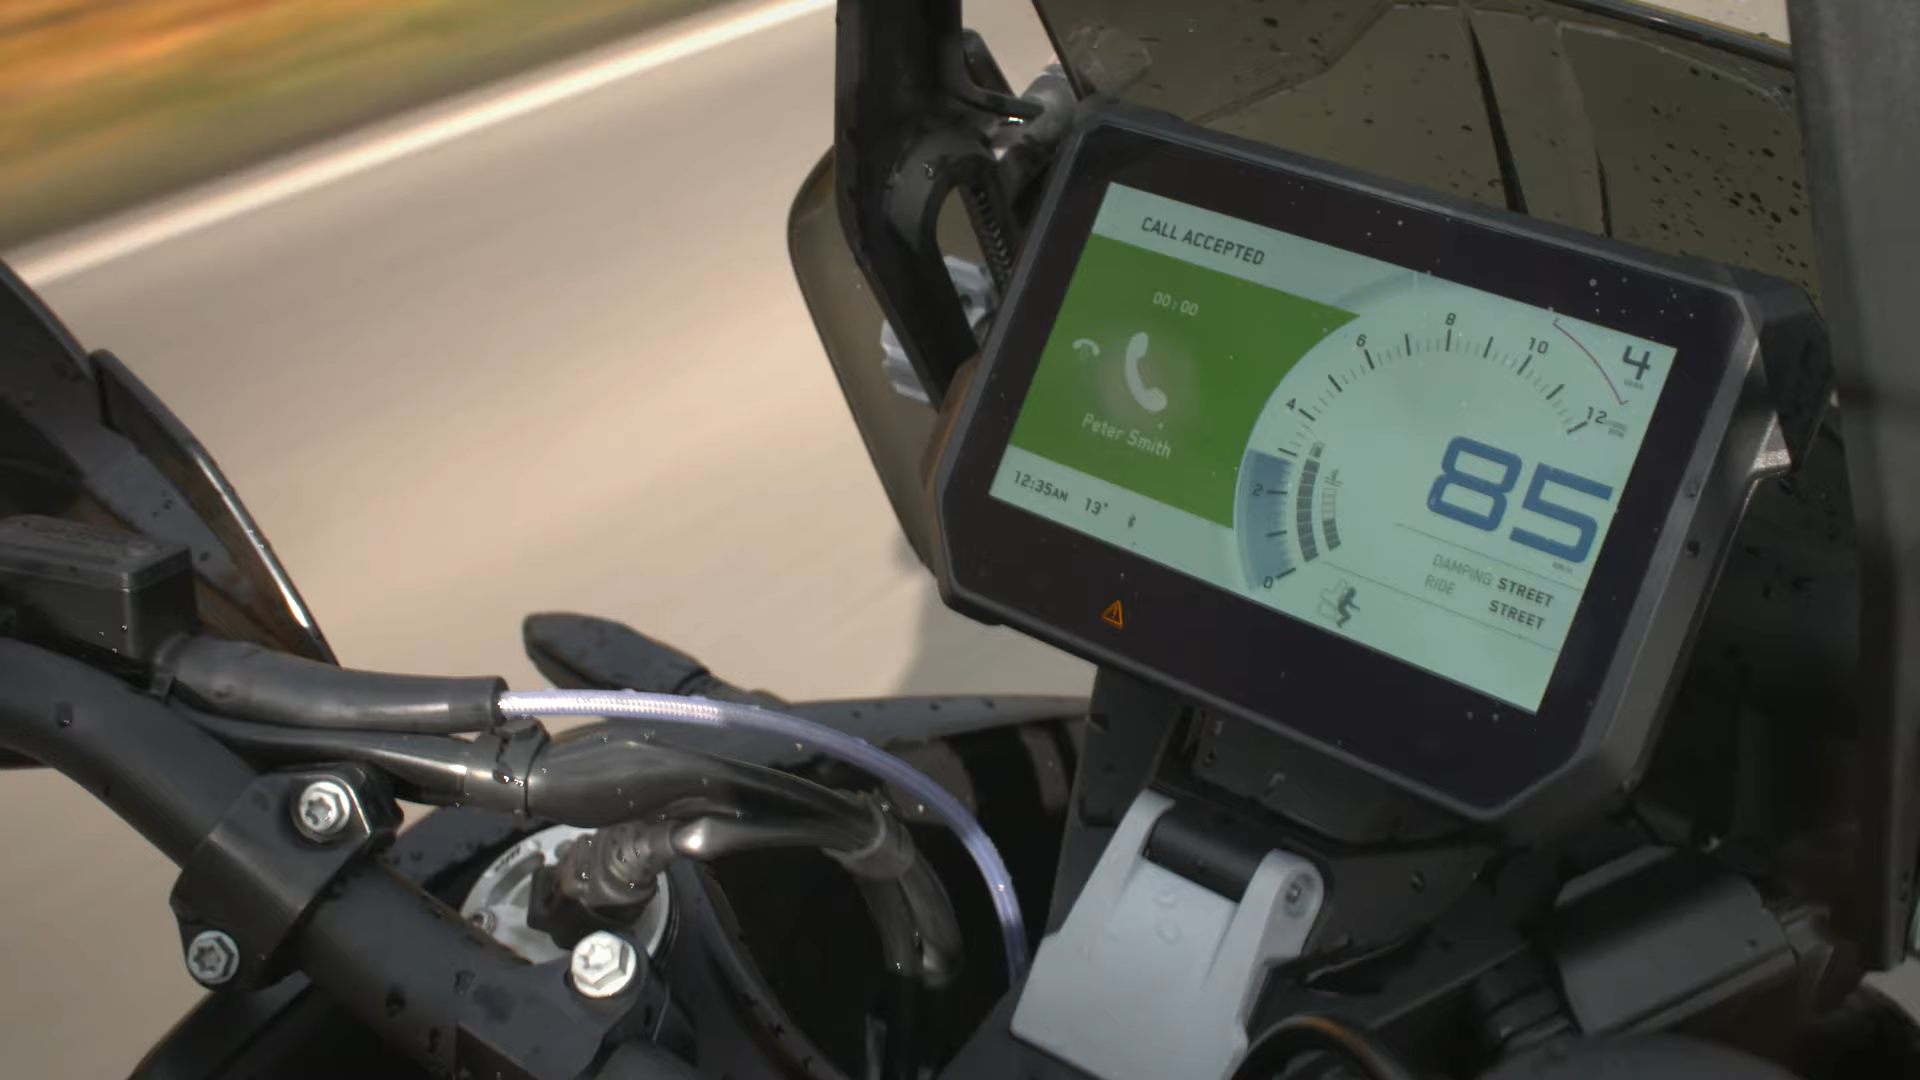 CALL ACCEPTED
00:00
Peter Smith
12:35AM 13°
0
2
4
6
8
10
12
4
85
KM/H
DAMPING STREET
RIDE STREET